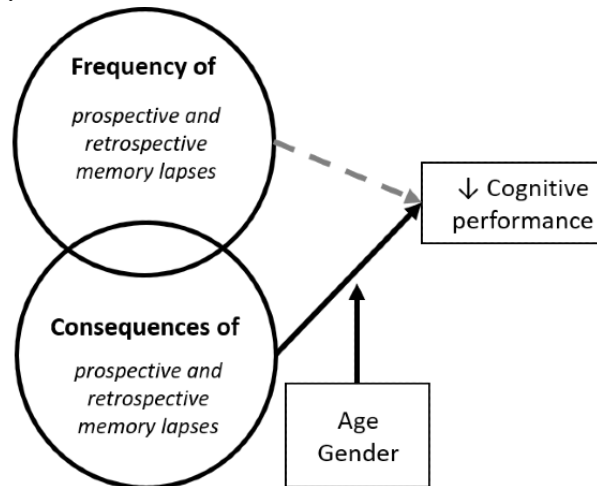 Frequency of
prospective and
retrospective
memory lapses
↓ Cognitive
performance
Consequences of
prospective and
retrospective
memory lapses
Age
Gender